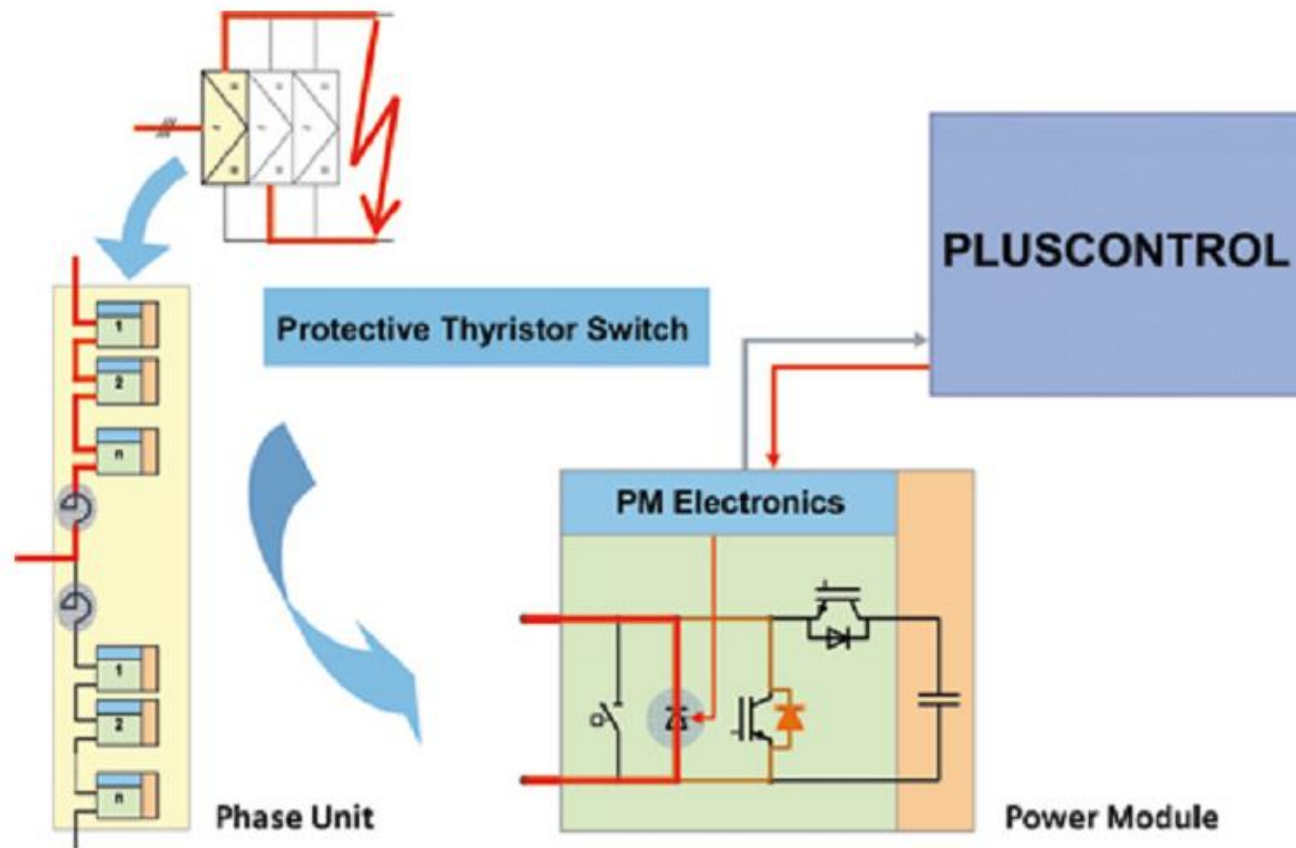 PLUSCONTROL
Protective Thyristor Switch
1
2
n
PM Electronics
1
2
n
Phase Unit
Power Module